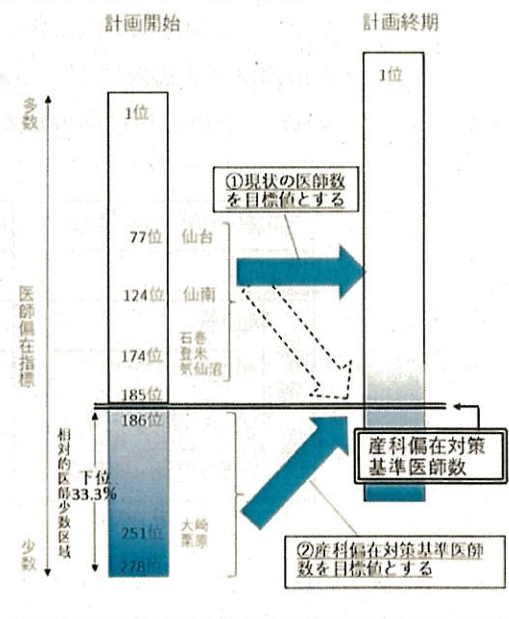 計画開始
計画終期
多数
1位
1位
①現状の医師数
を目標値とする
77位 仙台
124位 仙南
医師偏在指標
174位
石巻
登米
気仙沼
185位
186位
産科偏在対策
基準医師数
相対的医師少数区域
下位
33.3%
251位
大崎
栗原
少数
278位
②産科偏在対策基準医師
数を目標値とする